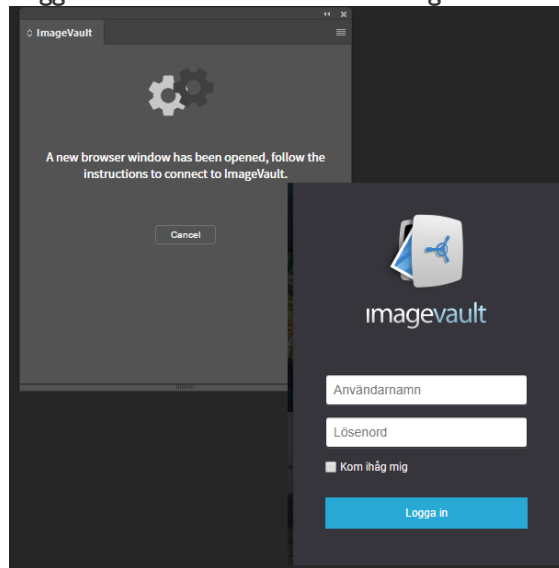 ImageVault
A new browser window has been opened, follow the
instructions to connect to ImageVault.
Cancel
imagevault
Användarnamn
Lösenord
Kom ihåg mig
Logga in